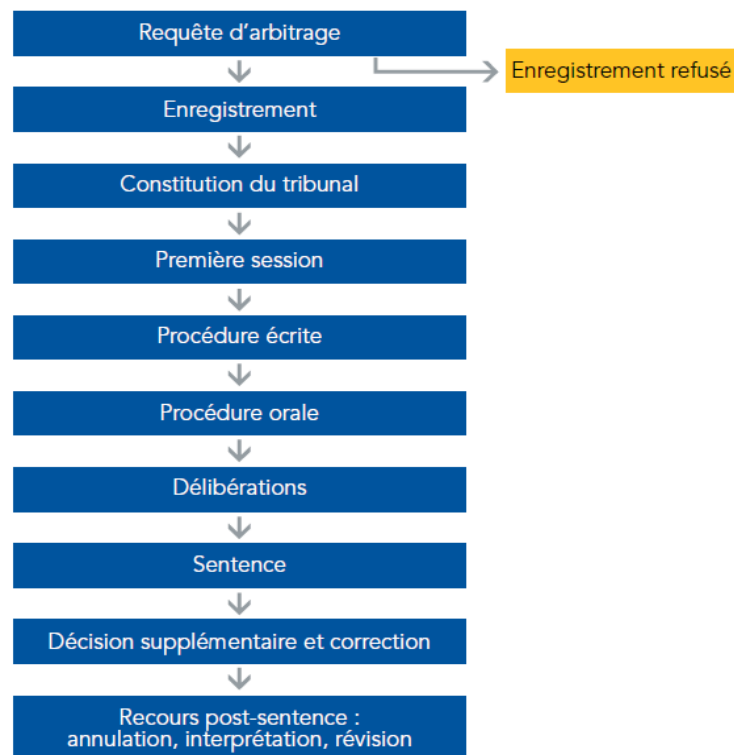 Requête d’arbitrage
Enregistrement refusé
Enregistrement
Constitution du tribunal
Première session
Procédure écrite
Procédure orale
Délibérations
Sentence
Décision supplémentaire et correction
Recours post-sentence :
annulation, interprétation, révision